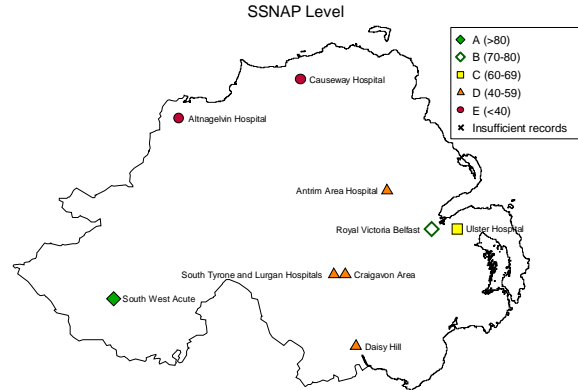 SSNAP Level
A (>80)
B (70-80)
C (60-69)
D (40-59)
E (<40)
Insufficient records
Causeway Hospital
Altnagelvin Hospital
Antrim Area Hospital
Royal Victoria Belfast
Ulster Hospital
South Tyrone and Lurgan Hospitals
Craigavon Area
South West Acute
Daisy Hill